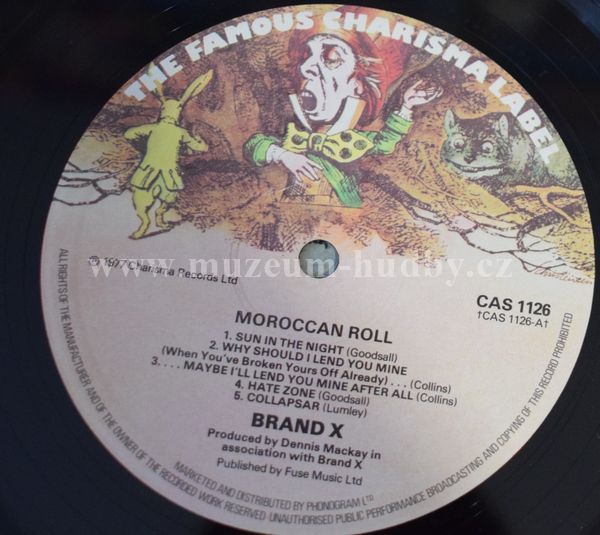 THE FAMOUS CHARISMA LABEL
www.muzeum-hudby.cz
℗ 1977 Charisma Records Ltd
CAS 1126
†CAS 1126-A†
MOROCCAN ROLL
1. SUN IN THE NIGHT (Goodsall)
2. WHY SHOULD I LEND YOU MINE
(When You've Broken Yours Off Already) . . . (Collins)
3. . . . MAYBE I'LL LEND YOU MINE AFTER ALL (Collins)
4. HATE ZONE (Goodsall)
5. COLLAPSAR (Lumley)
BRAND X
Produced by Dennis Mackay in
association with Brand X
Published by Fuse Music Ltd
MARKETED AND DISTRIBUTED BY PHONOGRAM LTD
ALL RIGHTS OF THE MANUFACTURER AND OF THE OWNER OF THE RECORDED WORK RESERVED UNAUTHORISED PUBLIC PERFORMANCE BROADCASTING AND COPYING OF THIS RECORD PROHIBITED